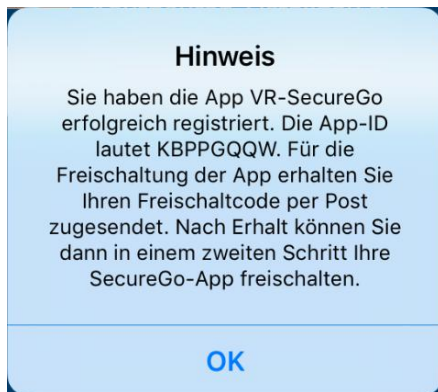 Hinweis
Sie haben die App VR-SecureGo
erfolgreich registriert. Die App-ID
lautet KBPPGQQW. Für die
Freischaltung der App erhalten Sie
Ihren Freischaltcode per Post
zugesendet. Nach Erhalt können Sie
dann in einem zweiten Schritt Ihre
SecureGo-App freischalten.
OK